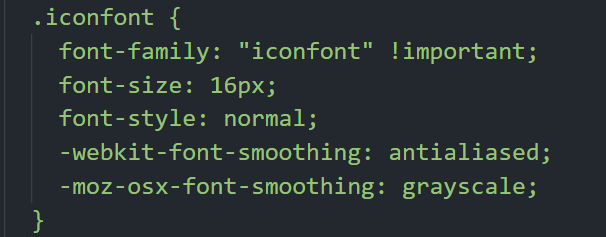 .iconfont {
  font-family: "iconfont" !important;
  font-size: 16px;
  font-style: normal;
  -webkit-font-smoothing: antialiased;
  -moz-osx-font-smoothing: grayscale;
}